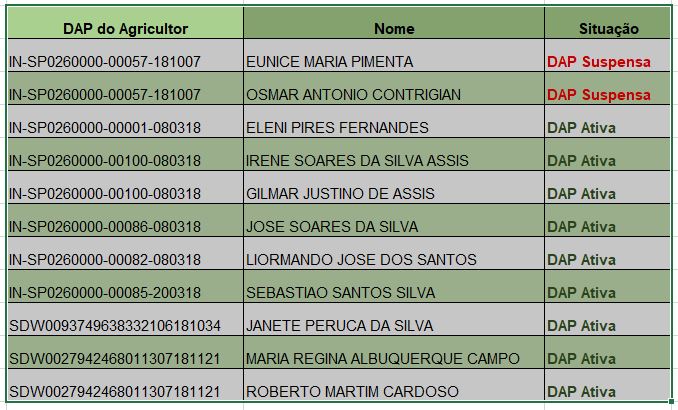 DAP do Agricultor Nome Situação
IN-SP0260000-00057-181007 EUNICE MARIA PIMENTA DAP Suspensa
IN-SP0260000-00057-181007 OSMAR ANTONIO CONTRIGIAN DAP Suspensa
IN-SP0260000-00001-080318 ELENI PIRES FERNANDES DAP Ativa
IN-SP0260000-00100-080318 IRENE SOARES DA SILVA ASSIS DAP Ativa
IN-SP0260000-00100-080318 GILMAR JUSTINO DE ASSIS DAP Ativa
IN-SP0260000-00086-080318 JOSE SOARES DA SILVA DAP Ativa
IN-SP0260000-00082-080318 LIORMANDO JOSE DOS SANTOS DAP Ativa
IN-SP0260000-00085-200318 SEBASTIAO SANTOS SILVA DAP Ativa
SDW0093749638332106181034 JANETE PERUCA DA SILVA DAP Ativa
SDW0027942468011307181121 MARIA REGINA ALBUQUERQUE CAMPO DAP Ativa
SDW0027942468011307181121 ROBERTO MARTIM CARDOSO DAP Ativa